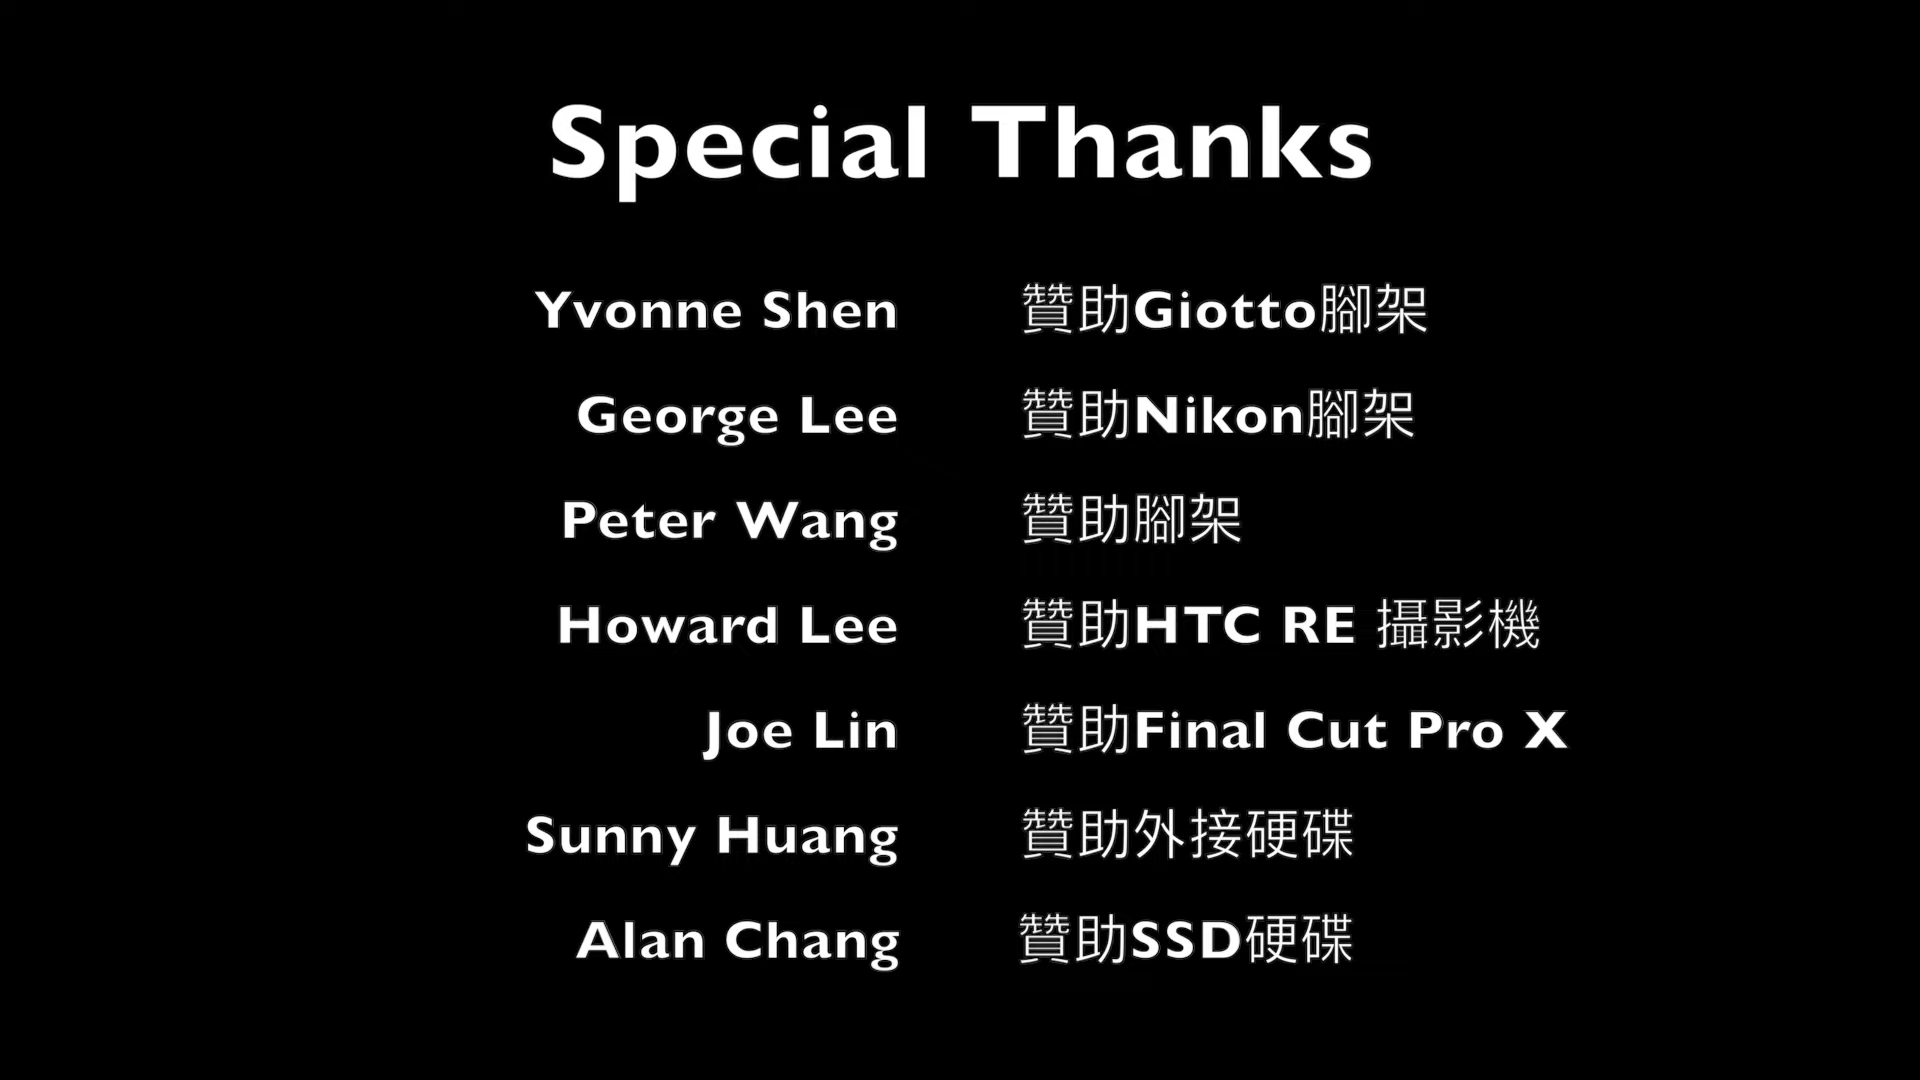 Special Thanks
Yvonne Shen 贊助Giotto腳架
George Lee 贊助Nikon腳架
Peter Wang 贊助腳架
Howard Lee 贊助HTC RE 攝影機
Joe Lin 贊助Final Cut Pro X
Sunny Huang 贊助外接硬碟
Alan Chang 贊助SSD硬碟